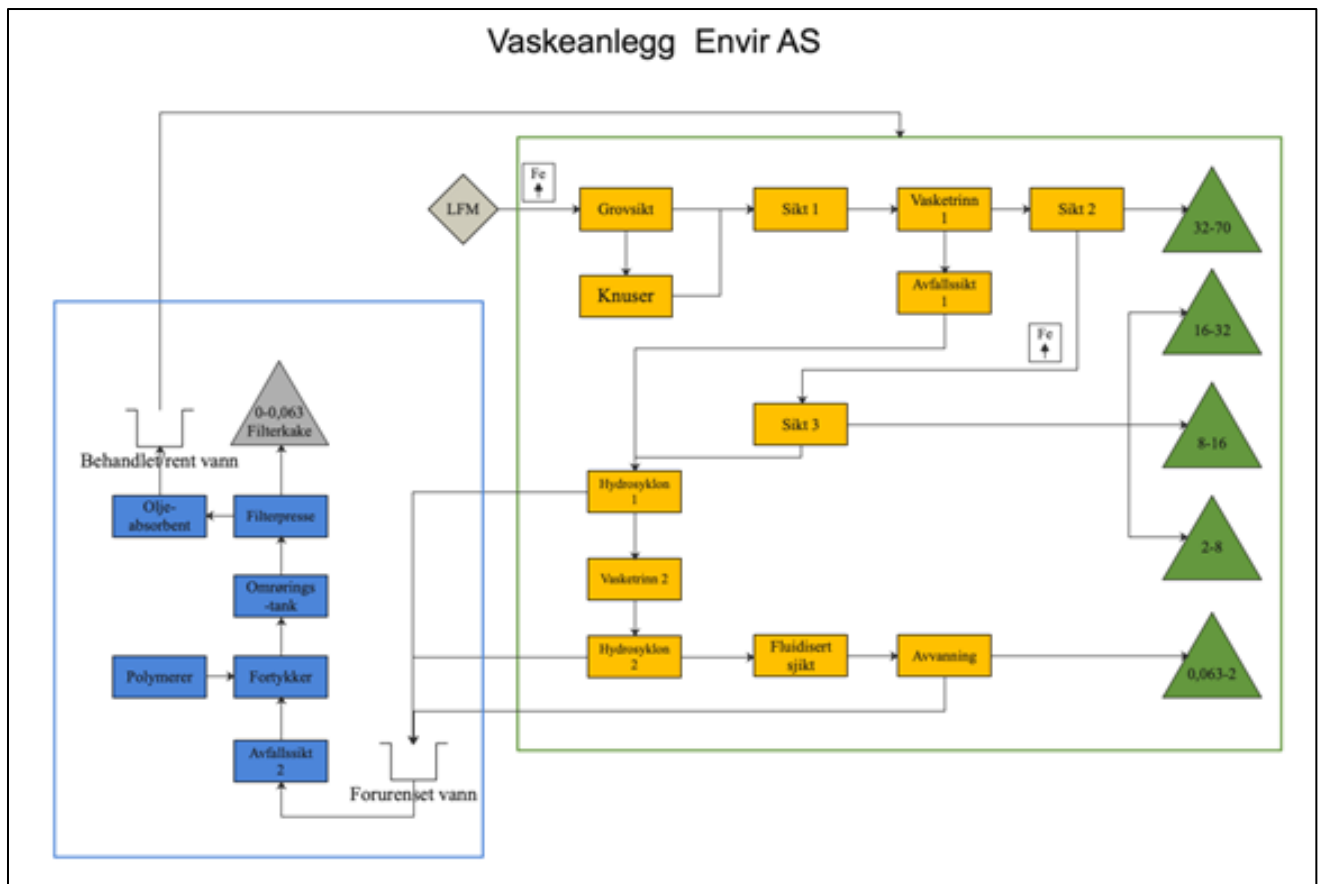 Vaskeanlegg Envir AS
LFM
Fe
Grovsikt
Sikt 1
Vasketrinn
1
Sikt 2
32-70
Knuser
Avfallssikt
1
Fe
16-32
Sikt 3
8-16
0-0,063
Filterkake
Behandlet/rent vann
Hydrosyklon
1
Olje-
absorbent
Filterpresse
2-8
Vasketrinn 2
Omrørings
-tank
Hydrosyklon
2
Fluidisert
sjikt
Avvanning
0,063-2
Polymerer
Fortykker
Avfallssikt
2
Forurenset vann